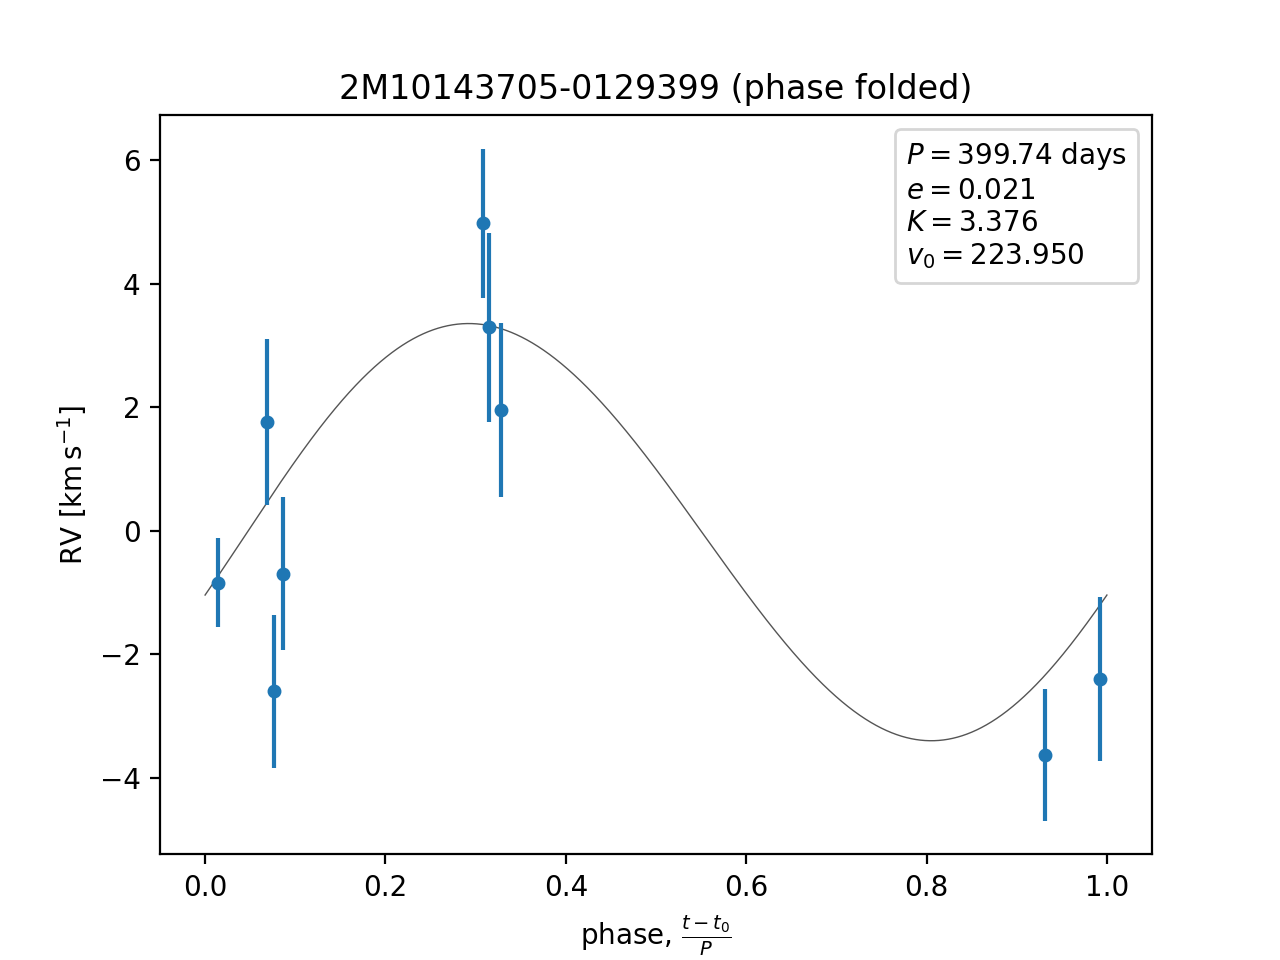 2M10143705-0129399 (phase folded)
P = 399.74 days
e = 0.021
K = 3.376
v₀ = 223.950
RV [km s⁻¹]
6
4
2
0
−2
−4
0.0 0.2 0.4 0.6 0.8 1.0
phase, (t − t₀)/P